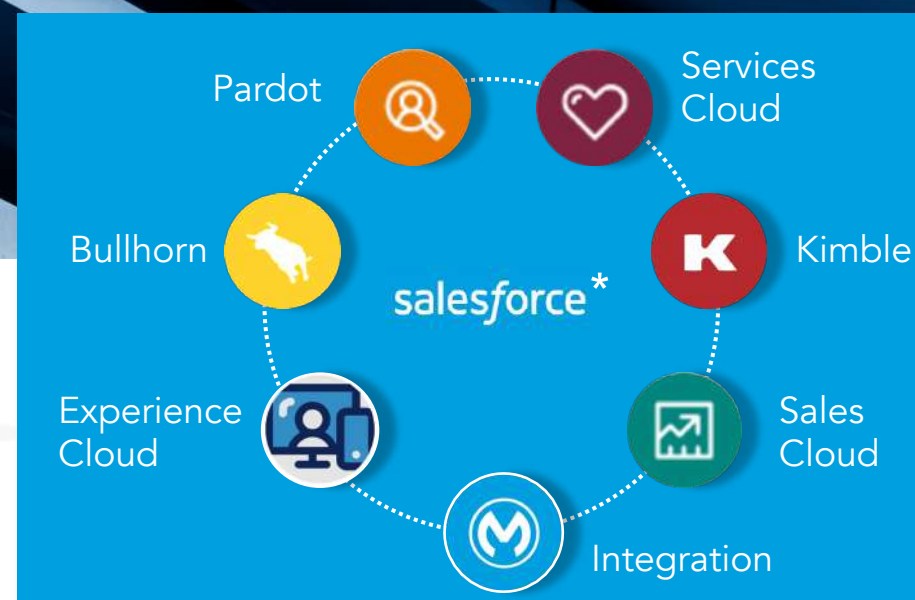 Pardot
Services
Cloud
Bullhorn
K
Kimble
salesforce*
Experience
Cloud
Sales
Cloud
M
Integration